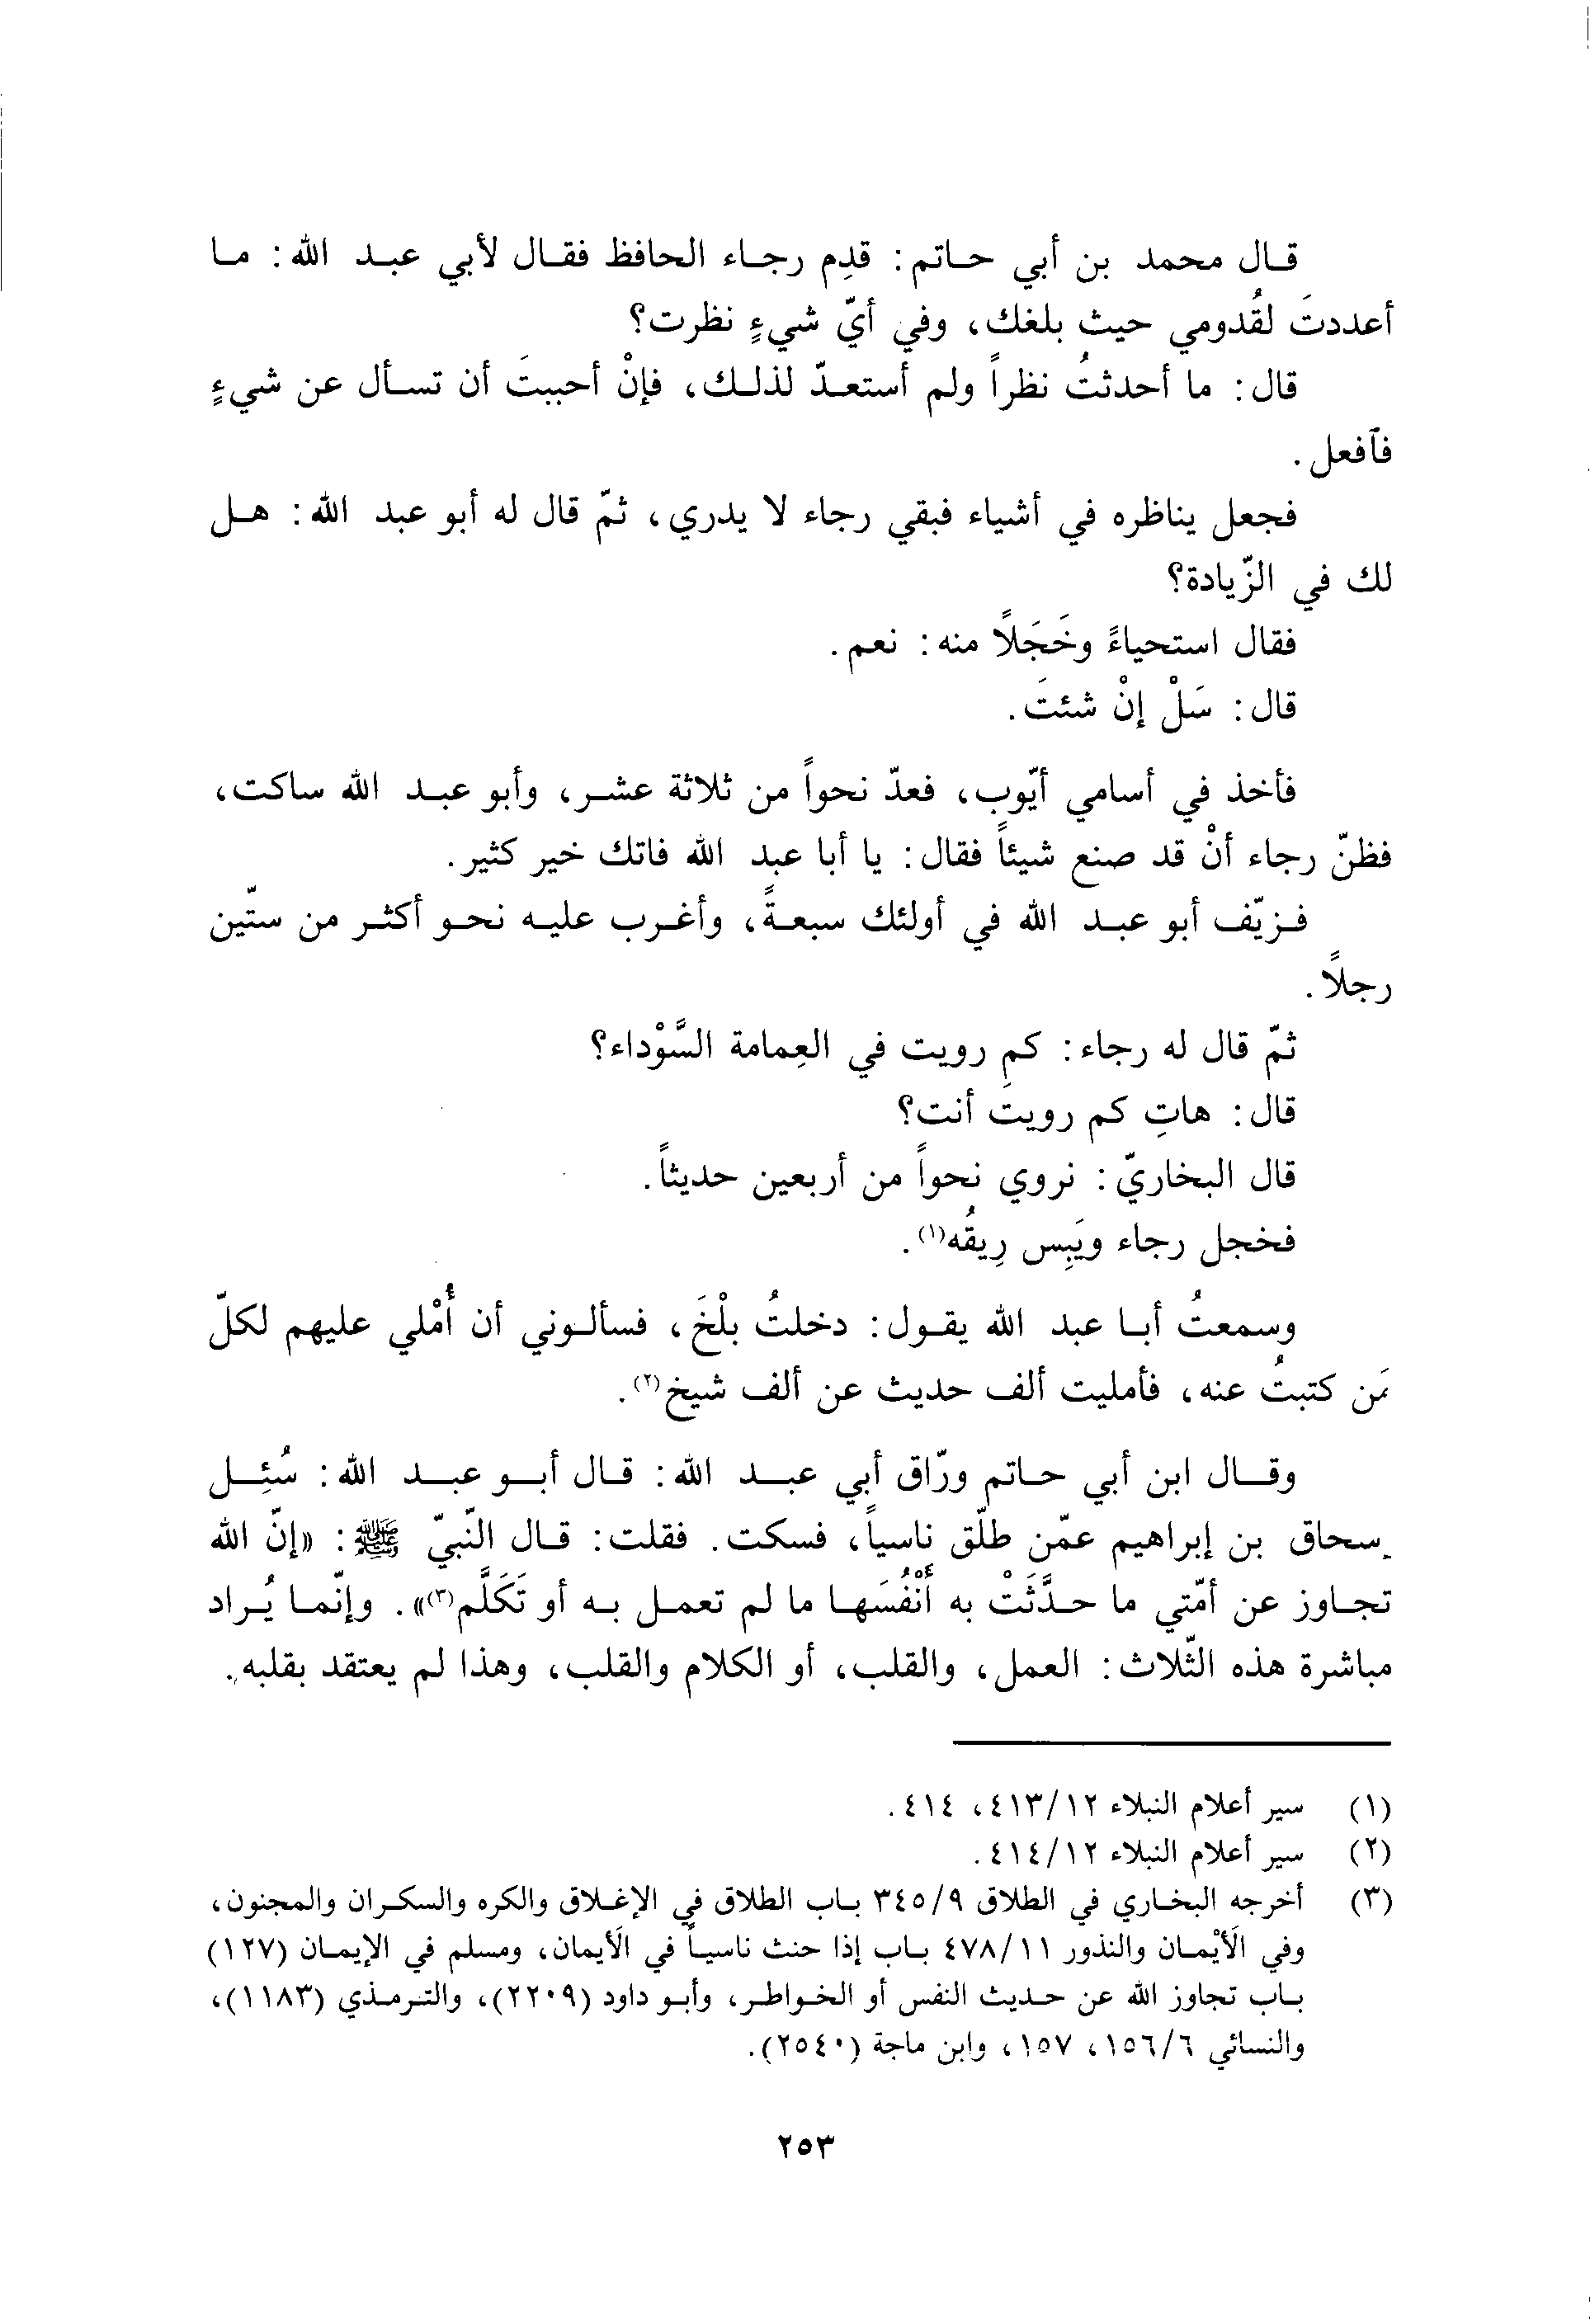 قال محمد بن أبي حاتم: قدِم رجاء الحافظ فقال لأبي عبد الله: ما
أعددتَ لقُدومي حيث بلغك، وفي أيّ شيءٍ نظرت؟
قال: ما أحدثتُ نظراً ولم أستعدّ لذلك، فإنْ أحببتَ أن تسأل عن شيءٍ
فآفعل.
فجعل يناظره في أشياء فبقي رجاء لا يدري، ثمّ قال له أبو عبد الله: هل
لك في الزّيادة؟
فقال استحياءً وخَجَلاً منه: نعم.
قال: سَلْ إنْ شئتَ.
فأخذ في أسامي أيّوب، فعدّ نحواً من ثلاثة عشر، وأبو عبد الله ساكت،
فظنّ رجاء أنْ قد صنع شيئاً فقال: يا أبا عبد الله فاتك خير كثير.
فزيّف أبو عبد الله في أولئك سبعةً، وأغرب عليه نحو أكثر من ستّين
رجلاً.
ثمّ قال له رجاء: كم رويت في العِمامة السَّوْداء؟
قال: هاتِ كم رويتَ أنت؟
قال البخاريّ: نروي نحواً من أربعين حديثاً.
فخجل رجاء ويَبِس رِيقُه(١).
وسمعتُ أبا عبد الله يقول: دخلتُ بلْخَ، فسألوني أن أُمْلي عليهم لكلّ
مَن كتبتُ عنه، فأمليت ألف حديث عن ألف شيخ(٢).
وقال ابن أبي حاتم ورّاق أبي عبد الله: قال أبو عبد الله: سُئِل
إسحاق بن إبراهيم عمّن طلّق ناسياً، فسكت. فقلت: قال النّبيّ ﷺ: «إنّ الله
تجاوز عن أمّتي ما حدَّثَتْ به أَنْفُسَها ما لم تعمل به أو تَكَلَّم(٣)». وإنّما يُراد
مباشرة هذه الثّلاث: العمل، والقلب، أو الكلام والقلب، وهذا لم يعتقد بقلبه.
(١) سير أعلام النبلاء ٤١٣/١٢، ٤١٤.
(٢) سير أعلام النبلاء ٤١٤/١٢.
(٣) أخرجه البخاري في الطلاق ٣٤٥/٩ باب الطلاق في الإغلاق والكره والسكران والمجنون،
وفي الأَيْمان والنذور ٤٧٨/١١ باب إذا حنث ناسياً في الأَيمان، ومسلم في الإيمان (١٢٧)
باب تجاوز الله عن حديث النفس أو الخواطر، وأبو داود (٢٢٠٩)، والترمذي (١١٨٣)،
والنسائي ١٥٦/٦، ١٥٧، وابن ماجة (٢٥٤٠).
٢٥٣